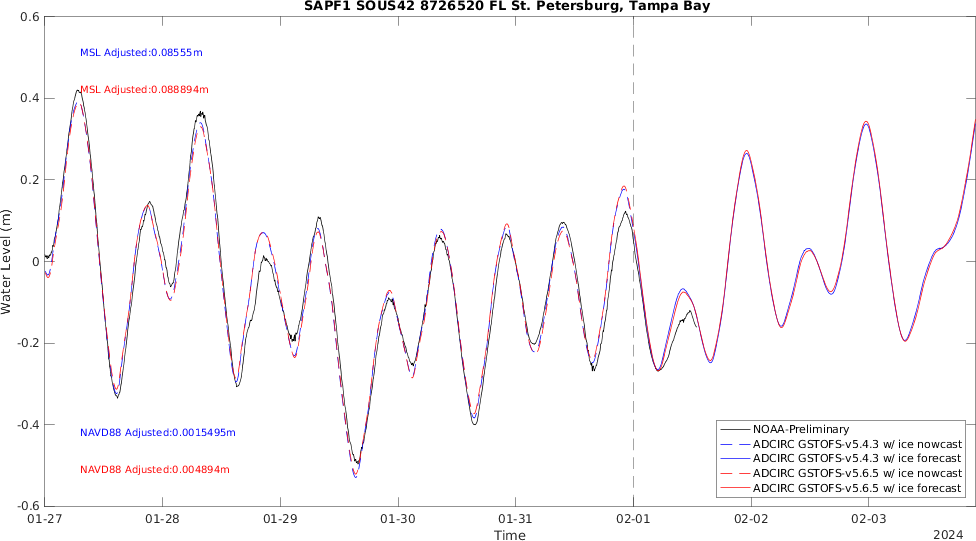 SAPF1 SOUS42 8726520 FL St. Petersburg, Tampa Bay
0.6
MSL Adjusted:0.08555m
0.4
MSL Adjusted:0.088894m
0.2
0
Water Level (m)
-0.2
-0.4
NAVD88 Adjusted:0.0015495m
NAVD88 Adjusted:0.004894m
-0.6
NOAA-Preliminary
ADCIRC GSTOFS-v5.4.3 w/ ice nowcast
ADCIRC GSTOFS-v5.4.3 w/ ice forecast
ADCIRC GSTOFS-v5.6.5 w/ ice nowcast
ADCIRC GSTOFS-v5.6.5 w/ ice forecast
01-27 01-28 01-29 01-30 01-31 02-01 02-02 02-03
Time
2024